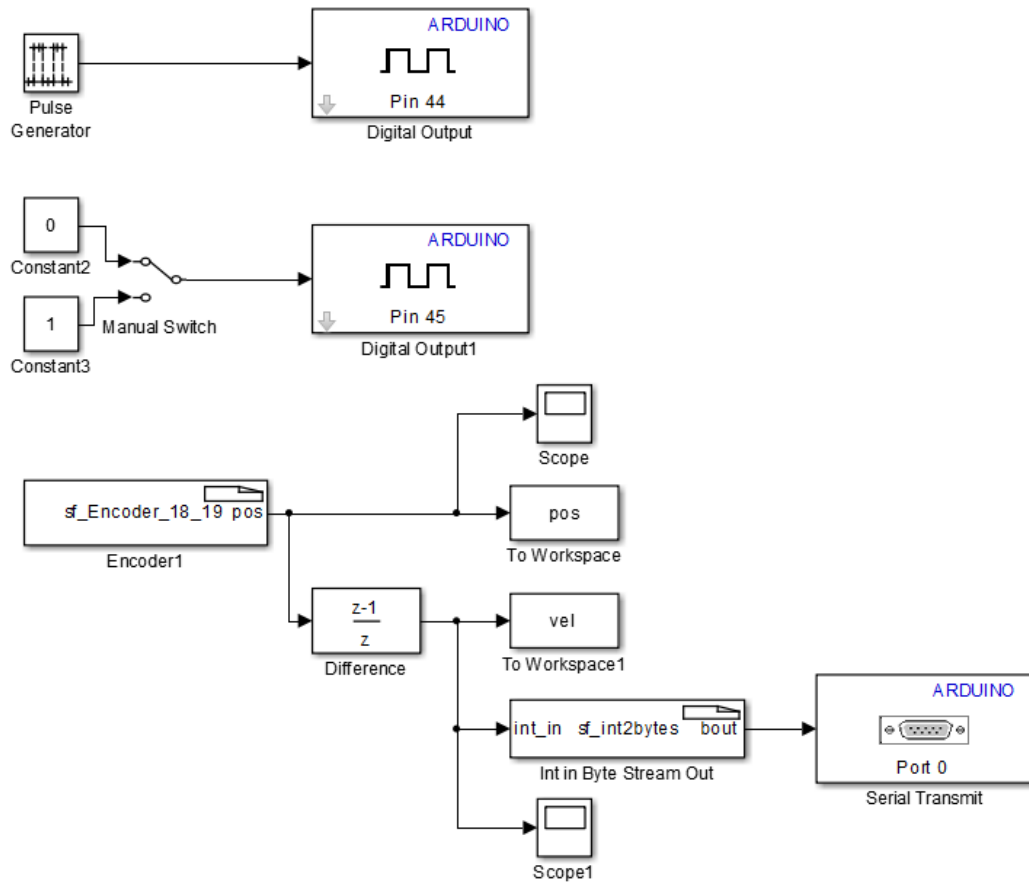 ARDUINO
Pin 44
Pulse
Generator
Digital Output
0
Constant2
ARDUINO
Pin 45
1
Manual Switch
Constant3
Digital Output1
Scope
sf_Encoder_18_19 pos
Encoder1
pos
To Workspace
z-1
z
Difference
vel
To Workspace1
ARDUINO
int_in sf_int2bytes bout
Int in Byte Stream Out
Port 0
Serial Transmit
Scope1